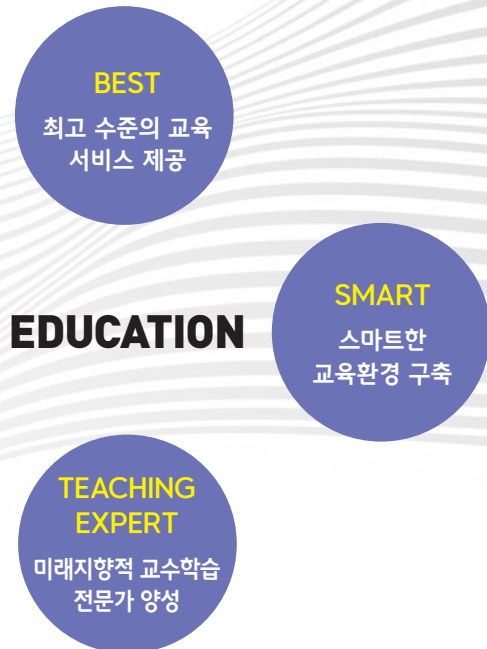 BEST
최고 수준의 교육
서비스 제공
SMART
스마트한
교육환경 구축
EDUCATION
TEACHING
EXPERT
미래지향적 교수학습
전문가 양성